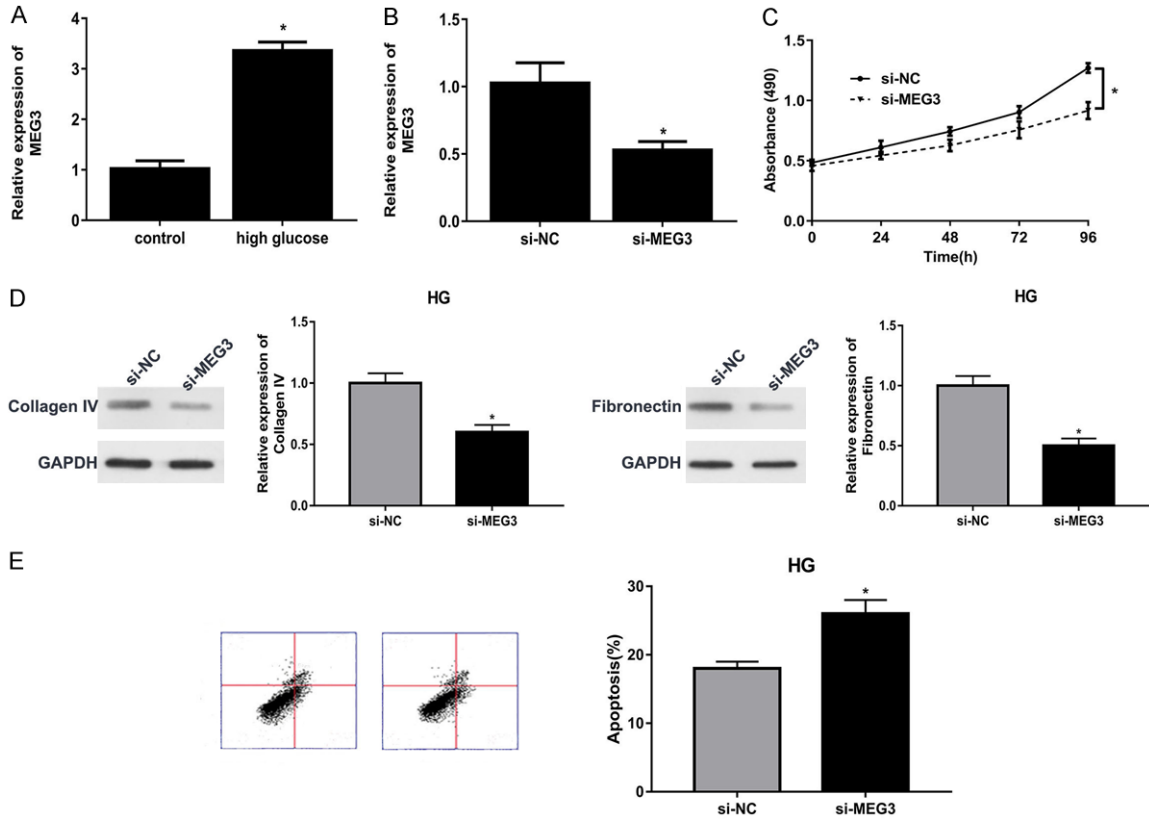 A
Relative expression of
MEG3
4
3
2
1
0
*
control
high glucose
B
Relative expression of
MEG3
1.5
1.0
0.5
0.0
*
si-NC
si-MEG3
C
Absorbance (490)
1.5
1.0
0.5
0.0
si-NC
si-MEG3
*
0
24
48
72
96
Time(h)
D
si-NC
si-MEG3
Collagen IV
GAPDH
HG
Relative expression of
Collagen IV
1.5
1.0
0.5
0.0
*
si-NC
si-MEG3
si-NC
si-MEG3
Fibronectin
GAPDH
HG
Relative expression of
Fibronectin
1.5
1.0
0.5
0.0
*
si-NC
si-MEG3
E
HG
Apoptosis(%)
30
20
10
0
*
si-NC
si-MEG3